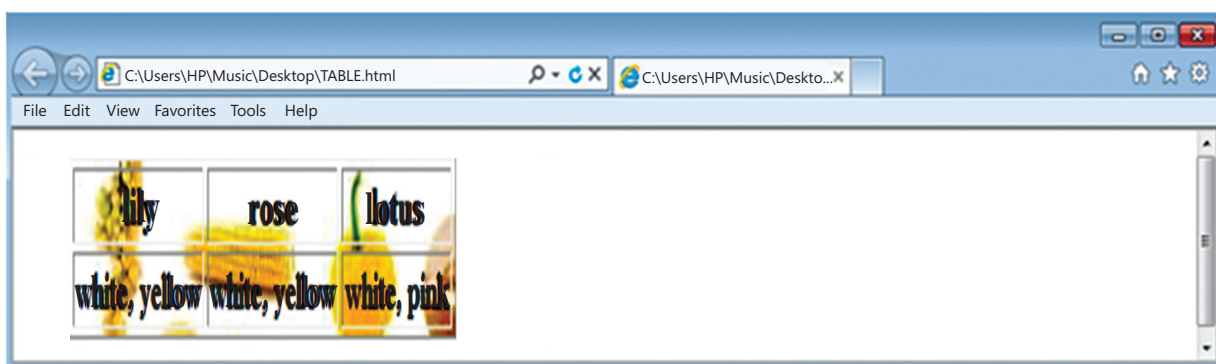 C:\Users\HP\Music\Desktop\TABLE.html
C:\Users\HP\Music\Deskto...
File Edit View Favorites Tools Help
lily rose llotus
white, yellow white, yellow white, pink